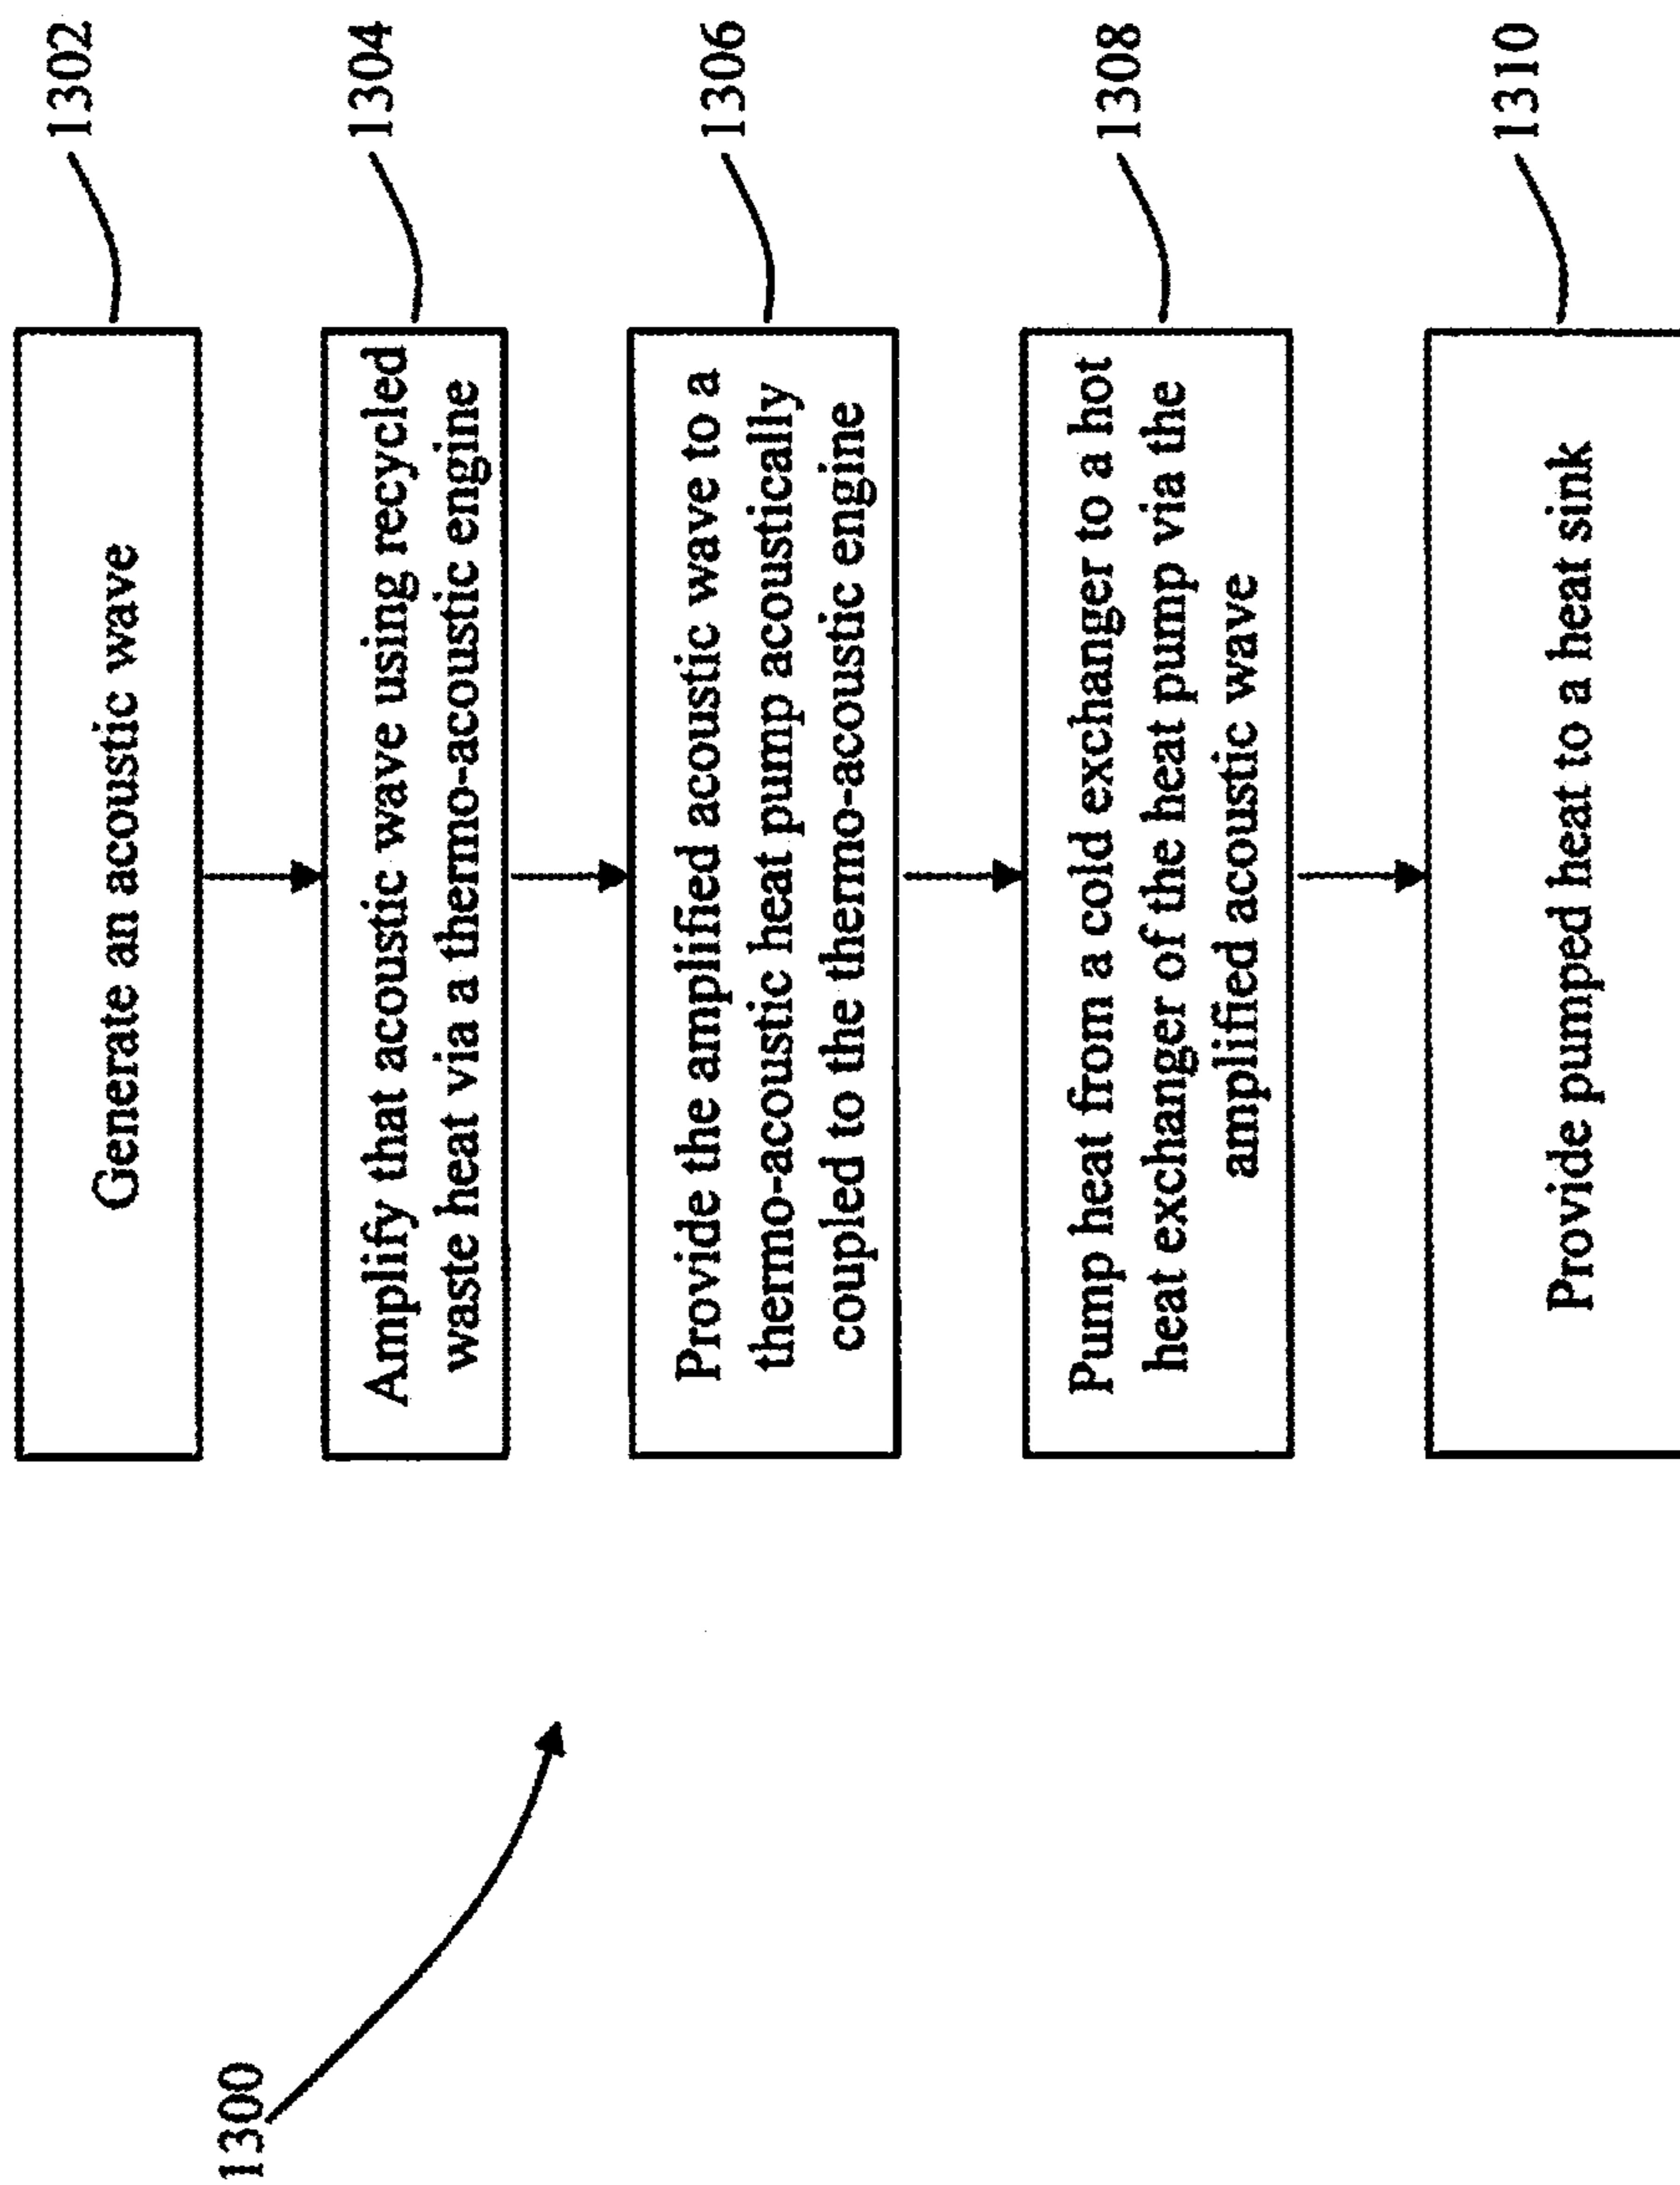 1300
Generate an acoustic wave
1302
Amplify that acoustic wave using recycled
waste heat via a thermo-acoustic engine
1304
Provide the amplified acoustic wave to a
thermo-acoustic heat pump acoustically
coupled to the thermo-acoustic engine
1306
Pump heat from a cold exchanger to a hot
heat exchanger of the heat pump via the
amplified acoustic wave
1308
Provide pumped heat to a heat sink
1310